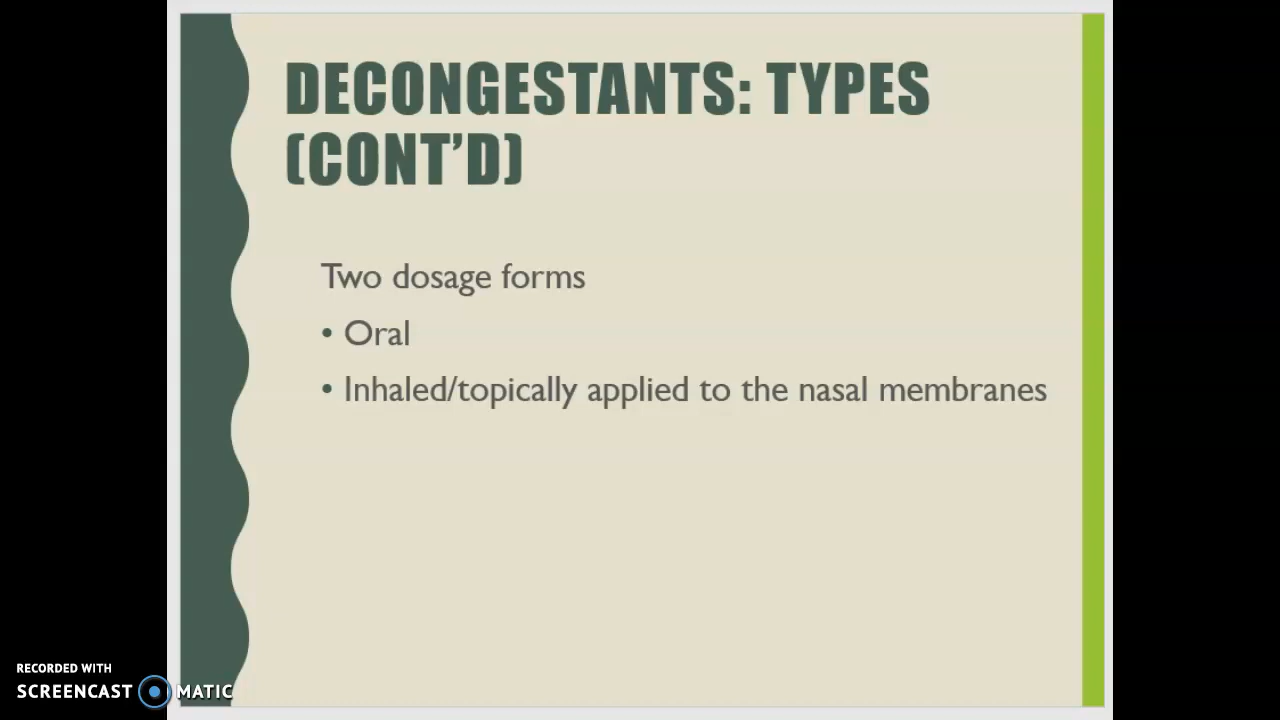 DECONGESTANTS: TYPES
(CONT’D)
Two dosage forms
• Oral
• Inhaled/topically applied to the nasal membranes
RECORDED WITH
SCREENCAST MATIC